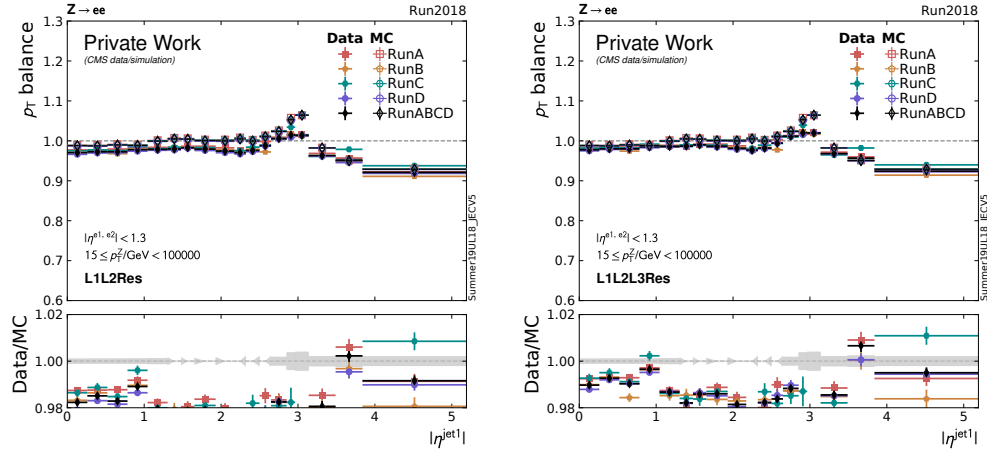 Z → ee
Run2018
Private Work
(CMS data/simulation)
Data MC
RunA
RunB
RunC
RunD
RunABCD
p_T balance
1.3
1.2
1.1
1.0
0.9
0.8
0.7
0.6
|η^{e1, e2}| < 1.3
15 ≤ p_T^Z/GeV < 100000
L1L2Res
Summer19UL18_JECV5
Data/MC
1.02
1.00
0.98
0 1 2 3 4 5
|η^{jet1}|
Z → ee
Run2018
Private Work
(CMS data/simulation)
Data MC
RunA
RunB
RunC
RunD
RunABCD
p_T balance
1.3
1.2
1.1
1.0
0.9
0.8
0.7
0.6
|η^{e1, e2}| < 1.3
15 ≤ p_T^Z/GeV < 100000
L1L2L3Res
Summer19UL18_JECV5
Data/MC
1.02
1.00
0.98
0 1 2 3 4 5
|η^{jet1}|